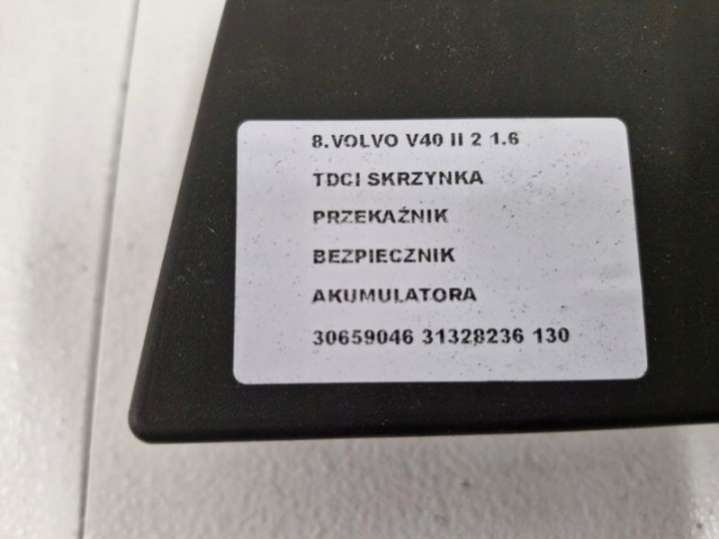 8.VOLVO V40 II 2 1.6
TDCI SKRZYNKA
PRZEKAŹNIK
BEZPIECZNIK
AKUMULATORA
30659046 31328236 130